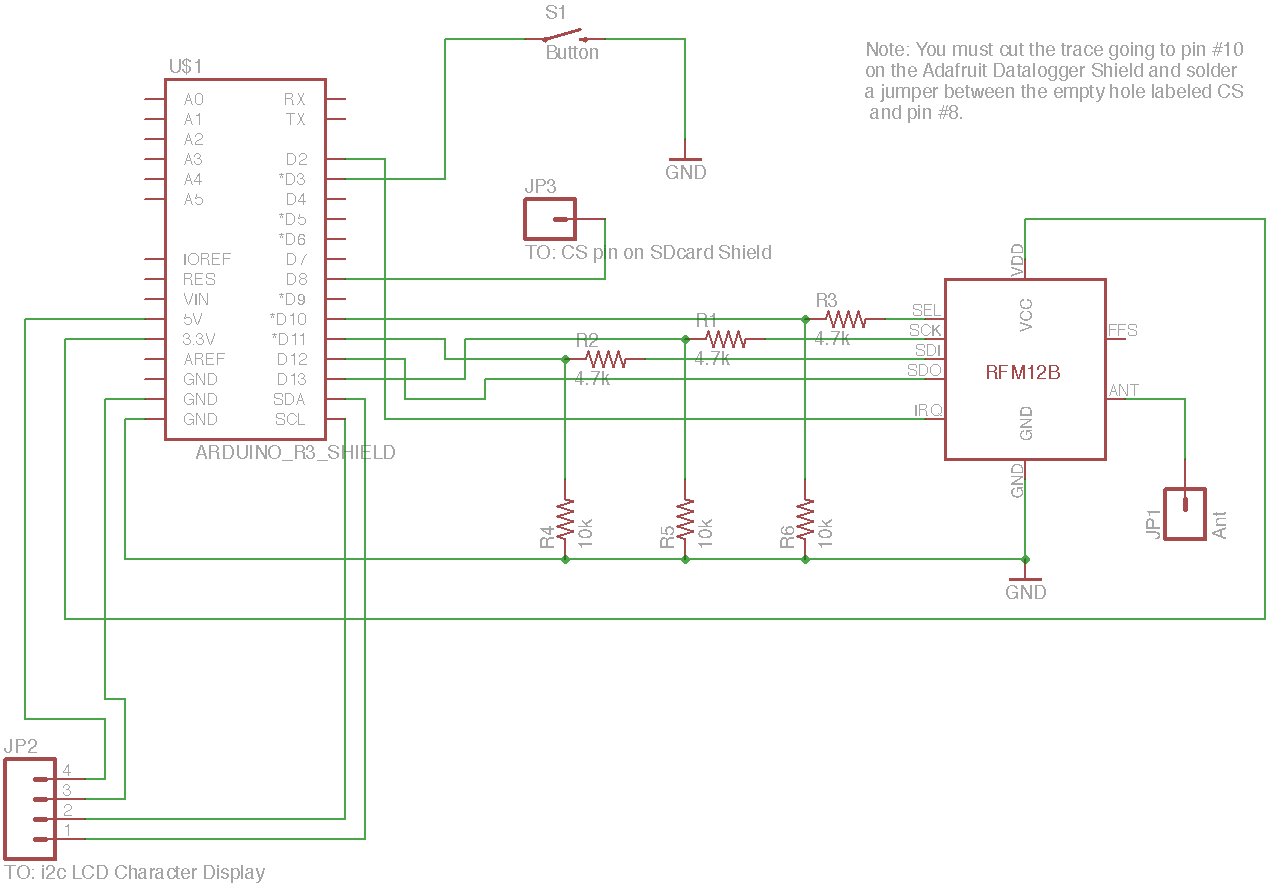 S1
Button
Note: You must cut the trace going to pin #10
on the Adafruit Datalogger Shield and solder
a jumper between the empty hole labeled CS
and pin #8.
U$1
A0 RX
A1 TX
A2
A3 D2
A4 *D3
A5 D4
*D5
*D6
IOREF D7
RES D8
VIN *D9
5V *D10
3.3V *D11
AREF D12
GND D13
GND SDA
GND SCL
ARDUINO_R3_SHIELD
GND
JP3
TO: CS pin on SDcard Shield
R3
4.7k
R1
4.7k
R2
4.7k
VDD
VCC
SEL
SCK
SDI
SDO
IRQ
FFS
ANT
RFM12B
GND
GND
R4
10k
R5
10k
R6
10k
JP1
Ant
GND
JP2
4
3
2
1
TO: i2c LCD Character Display